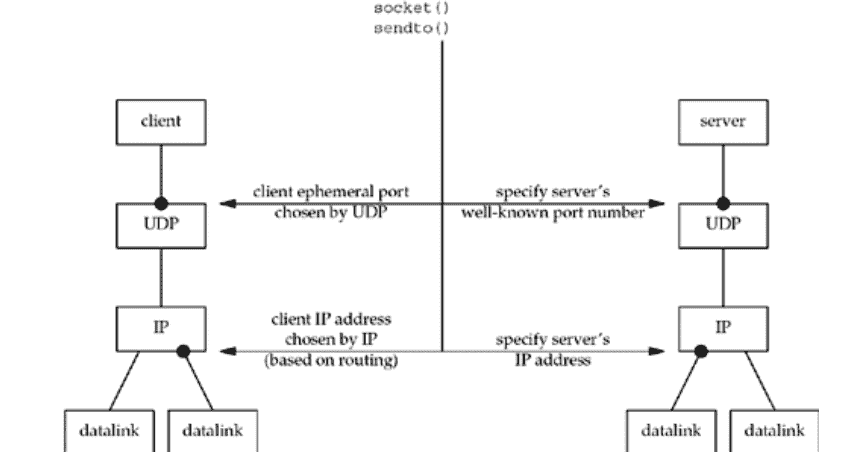 socket()
sendto()
client
server
client ephemeral port
chosen by UDP
specify server's
well-known port number
UDP
UDP
client IP address
chosen by IP
(based on routing)
specify server's
IP address
IP
IP
datalink
datalink
datalink
datalink